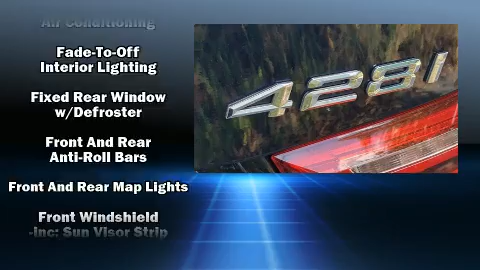 Air Conditioning
Fade-To-Off
Interior Lighting
Fixed Rear Window
w/Defroster
Front And Rear
Anti-Roll Bars
Front And Rear Map Lights
Front Windshield
-inc: Sun Visor Strip
428i